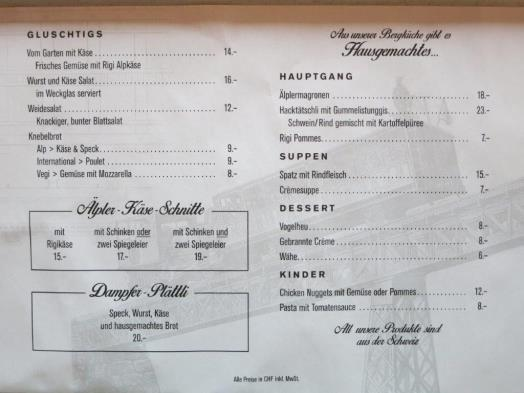 GLUSCHTIGS
Vom Garten mit Käse 14.-
Frisches Gemüse mit Rigi Alpkäse
Wurst und Käse Salat 16.-
im Weckglas serviert
Weidesalat 12.-
Knackiger, bunter Blattsalat
Knebelbrot
Alp > Käse & Speck 9.-
International > Poulet 9.-
Vegi > Gemüse mit Mozzarella 8.-
Älpler-Käse-Schnitte
mit Rigikäse 15.-
mit Schinken oder zwei Spiegeleier 17.-
mit Schinken und zwei Spiegeleier 19.-
Dampfer-Plättli
Speck, Wurst, Käse
und hausgemachtes Brot
20.-
Aus unserer Bergküche gibt es
Hausgemachtes...
HAUPTGANG
Älplermagronen 18.-
Hacktätschli mit Gummelistunggis 23.-
Schwein/Rind gemischt mit Kartoffelpüree
Rigi Pommes 7.-
SUPPEN
Spatz mit Rindfleisch 15.-
Crèmesuppe 7.-
DESSERT
Vogelheu 8.-
Gebrannte Crème 8.-
Wähe 6.-
KINDER
Chicken Nuggets mit Gemüse oder Pommes 12.-
Pasta mit Tomatensauce 8.-
All unsere Produkte sind
aus der Schweiz
Alle Preise in CHF inkl. MwSt.